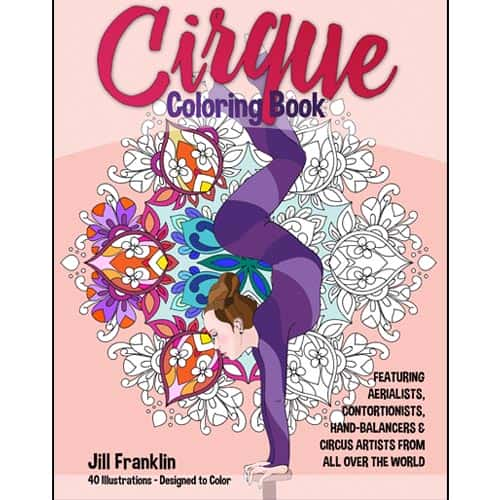 Cirque
Coloring Book
FEATURING
AERIALISTS,
CONTORTIONISTS,
HAND-BALANCERS &
CIRCUS ARTISTS FROM
ALL OVER THE WORLD
Jill Franklin
40 Illustrations - Designed to Color